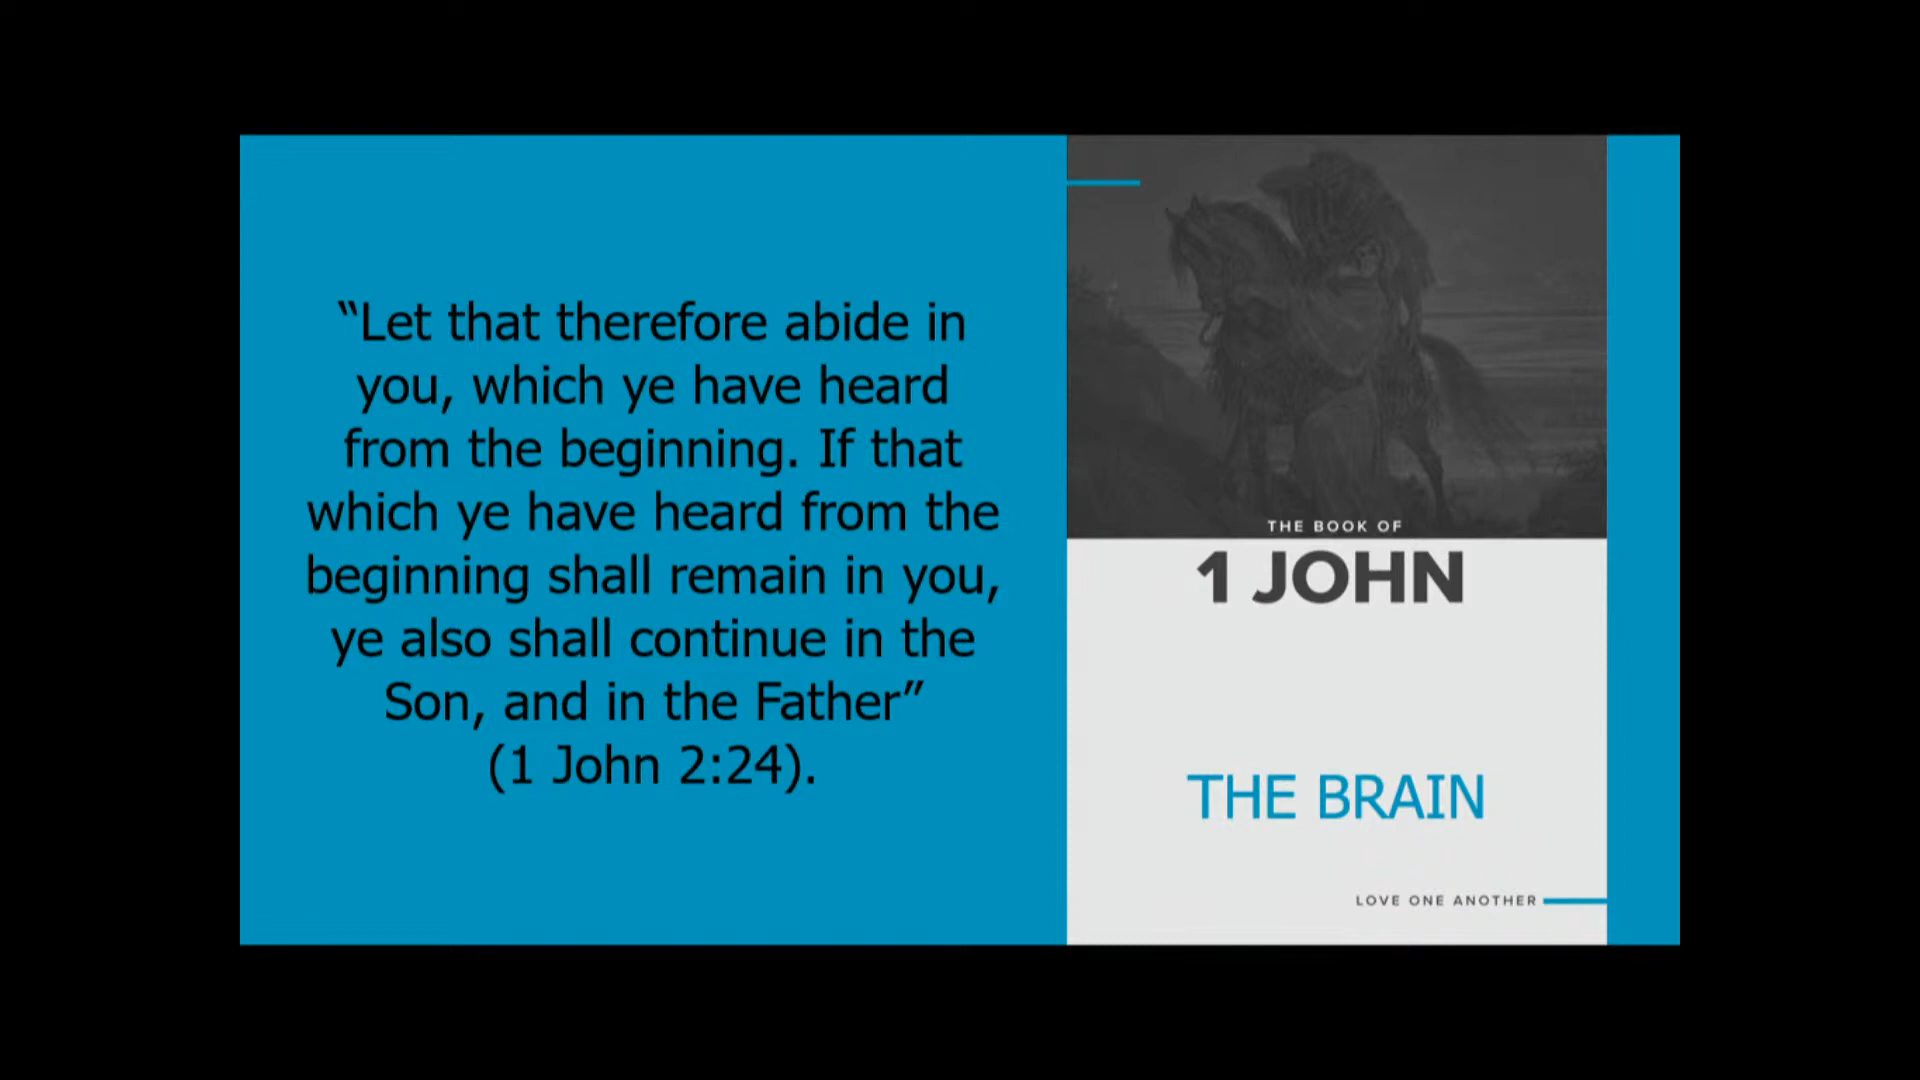 “Let that therefore abide in
you, which ye have heard
from the beginning. If that
which ye have heard from the
beginning shall remain in you,
ye also shall continue in the
Son, and in the Father”
(1 John 2:24).
THE BOOK OF
1 JOHN
THE BRAIN
LOVE ONE ANOTHER